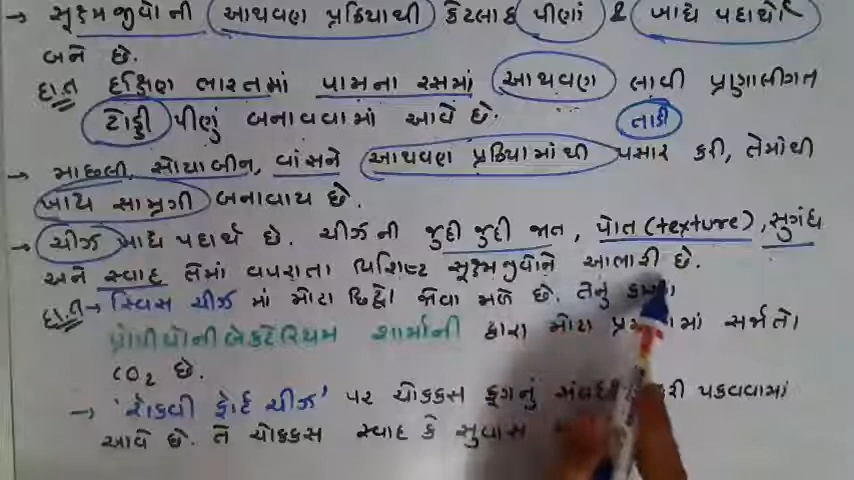 → સૂક્ષ્મજીવોની આથવણ પ્રક્રિયાથી કેટલાક પીણાં & ખાદ્ય પદાર્થો
બને છે.
દા.ત દક્ષિણ ભારતમાં પામના રસમાં આથવણ લાવી પ્રણાલીગત
ટોડ્ડી પીણું બનાવવામાં આવે છે. તાડી
→ માછલી, સોયાબીન, વાંસને આથવણ પ્રક્રિયામાંથી પસાર કરી, તેમાંથી
ખાદ્ય સામગ્રી બનાવાય છે.
→ ચીઝ ખાદ્ય પદાર્થ છે. ચીઝની જુદી જુદી જાત, પોત (texture), સુગંધ
અને સ્વાદ તેમાં વપરાતા વિશિષ્ટ સૂક્ષ્મજીવોને આભારી છે.
દા.ત → સ્વિસ ચીઝ માં મોટા છિદ્રો જોવા મળે છે. તેનું
પ્રોપીયોનીબેક્ટેરિયમ શાર્માની દ્વારા મોટા સર્જાતો
CO₂ છે.
→ 'રોકવી ફોર્ટ ચીઝ' પર ચોક્કસ ફૂગનું પકવવામાં
આવે છે. તે ચોક્કસ સ્વાદ કે સુવાસ